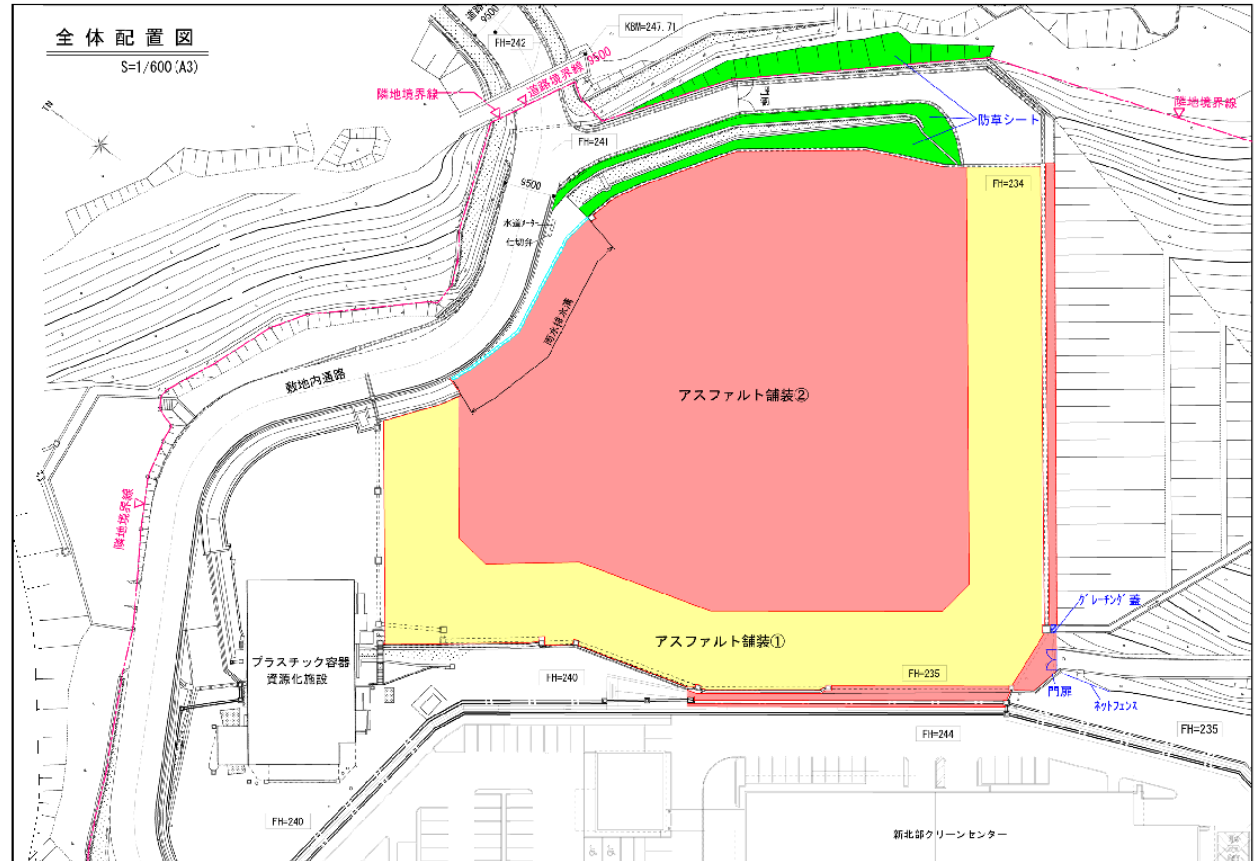 全体配置図
S=1/600(A3)
FH=242
KBM=247.71
9500
道路境界線
9500
隣地境界線
隣地境界線
防草シート
FH=241
9500
FH=234
水道メーター
仕切弁
雨水排水溝
敷地内通路
アスファルト舗装②
隣地境界線
グレーチング蓋
アスファルト舗装①
プラスチック容器
資源化施設
FH=240
FH=235
門扉
ネットフェンス
FH=244
FH=235
FH=240
新北部クリーンセンター